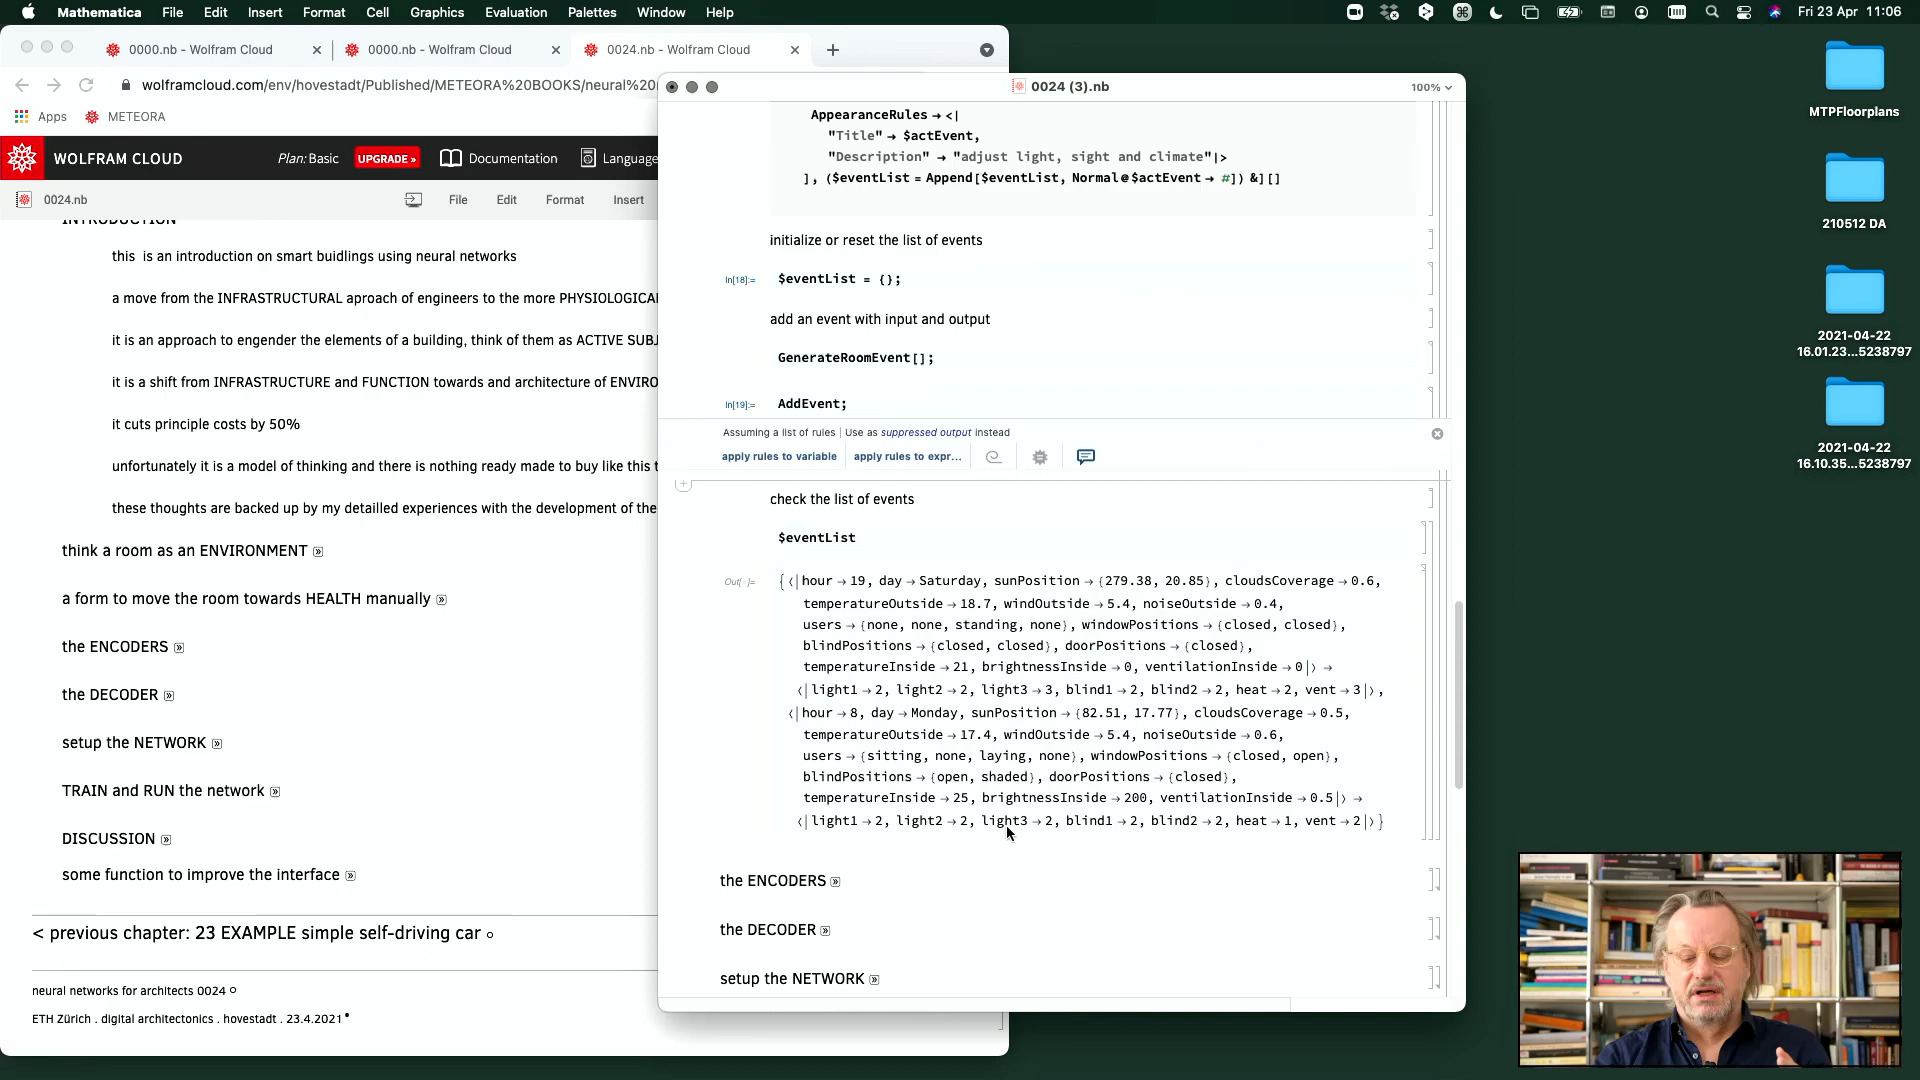 Mathematica File Edit Insert Format Cell Graphics Evaluation Palettes Window Help Fri 23 Apr 11:06
0000.nb - Wolfram Cloud 0000.nb - Wolfram Cloud 0024.nb - Wolfram Cloud
wolframcloud.com/env/hovestadt/Published/METEORA%20BOOKS/neural%20
Apps METEORA
WOLFRAM CLOUD Plan: Basic UPGRADE » Documentation Language
0024.nb File Edit Format Insert
INTRODUCTION
this is an introduction on smart buidlings using neural networks
a move from the INFRASTRUCTURAL aproach of engineers to the more PHYSIOLOGICA
it is an approach to engender the elements of a building, think of them as ACTIVE SUBJ
it is a shift from INFRASTRUCTURE and FUNCTION towards and architecture of ENVIRO
it cuts principle costs by 50%
unfortunately it is a model of thinking and there is nothing ready made to buy like this t
these thoughts are backed up by my detailled experiences with the development of the
think a room as an ENVIRONMENT »
a form to move the room towards HEALTH manually »
the ENCODERS »
the DECODER »
setup the NETWORK »
TRAIN and RUN the network »
DISCUSSION »
some function to improve the interface »
< previous chapter: 23 EXAMPLE simple self-driving car
neural networks for architects 0024
ETH Zürich . digital architectonics . hovestadt . 23.4.2021
0024 (3).nb 100%
AppearanceRules → <|
"Title" → $actEvent,
"Description" → "adjust light, sight and climate"|>
], ($eventList = Append[$eventList, Normal@$actEvent → #]) &][]
initialize or reset the list of events
In[18]:= $eventList = {};
add an event with input and output
GenerateRoomEvent[];
In[19]:= AddEvent;
Assuming a list of rules | Use as suppressed output instead
apply rules to variable apply rules to expr...
check the list of events
$eventList
Out[ ]= {<|hour → 19, day → Saturday, sunPosition → {279.38, 20.85}, cloudsCoverage → 0.6,
temperatureOutside → 18.7, windOutside → 5.4, noiseOutside → 0.4,
users → {none, none, standing, none}, windowPositions → {closed, closed},
blindPositions → {closed, closed}, doorPositions → {closed},
temperatureInside → 21, brightnessInside → 0, ventilationInside → 0|> →
<|light1 → 2, light2 → 2, light3 → 3, blind1 → 2, blind2 → 2, heat → 2, vent → 3|>,
<|hour → 8, day → Monday, sunPosition → {82.51, 17.77}, cloudsCoverage → 0.5,
temperatureOutside → 17.4, windOutside → 5.4, noiseOutside → 0.6,
users → {sitting, none, laying, none}, windowPositions → {closed, open},
blindPositions → {open, shaded}, doorPositions → {closed},
temperatureInside → 25, brightnessInside → 200, ventilationInside → 0.5|> →
<|light1 → 2, light2 → 2, light3 → 2, blind1 → 2, blind2 → 2, heat → 1, vent → 2|>}
the ENCODERS »
the DECODER »
setup the NETWORK »
MTPFloorplans
210512 DA
2021-04-22
16.01.23...5238797
2021-04-22
16.10.35...5238797